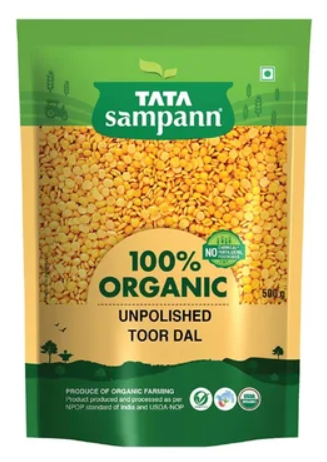 TATA
sampann
NO
100%
ORGANIC
500 g
UNPOLISHED
TOOR DAL
PRODUCE OF ORGANIC FARMING
Product produced and processed as per
NPOP standard of India and USDA-NOP